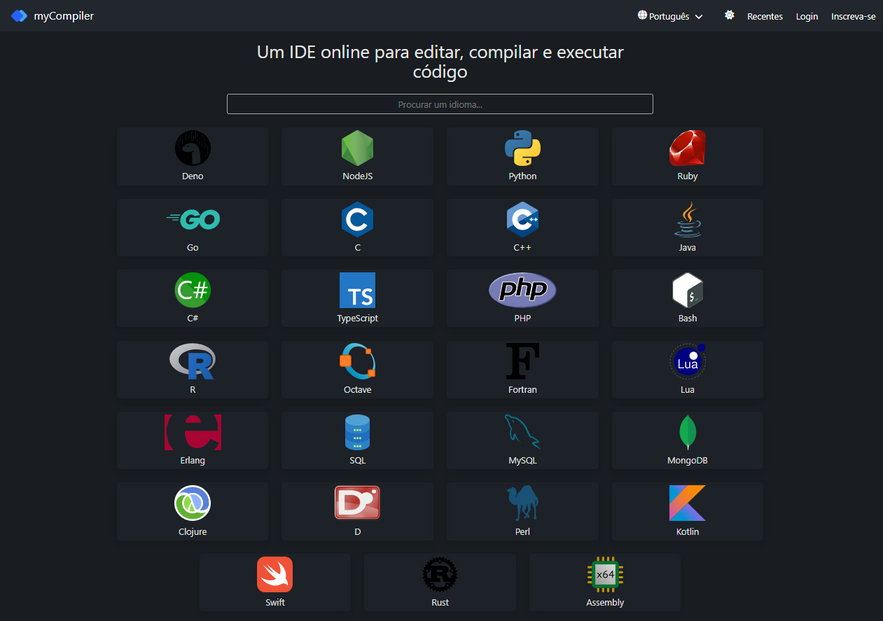 myCompiler
Português
Recentes
Login
Inscreva-se
Um IDE online para editar, compilar e executar
código
Procurar um idioma...
Deno
NodeJS
Python
Ruby
GO
Go
C
C
C++
C++
Java
C#
C#
TS
TypeScript
php
PHP
$_
Bash
R
R
Octave
F
Fortran
Lua
Lua
e
Erlang
SQL
MySQL
MongoDB
Clojure
D
D
Perl
Kotlin
Swift
R
Rust
x64
Assembly